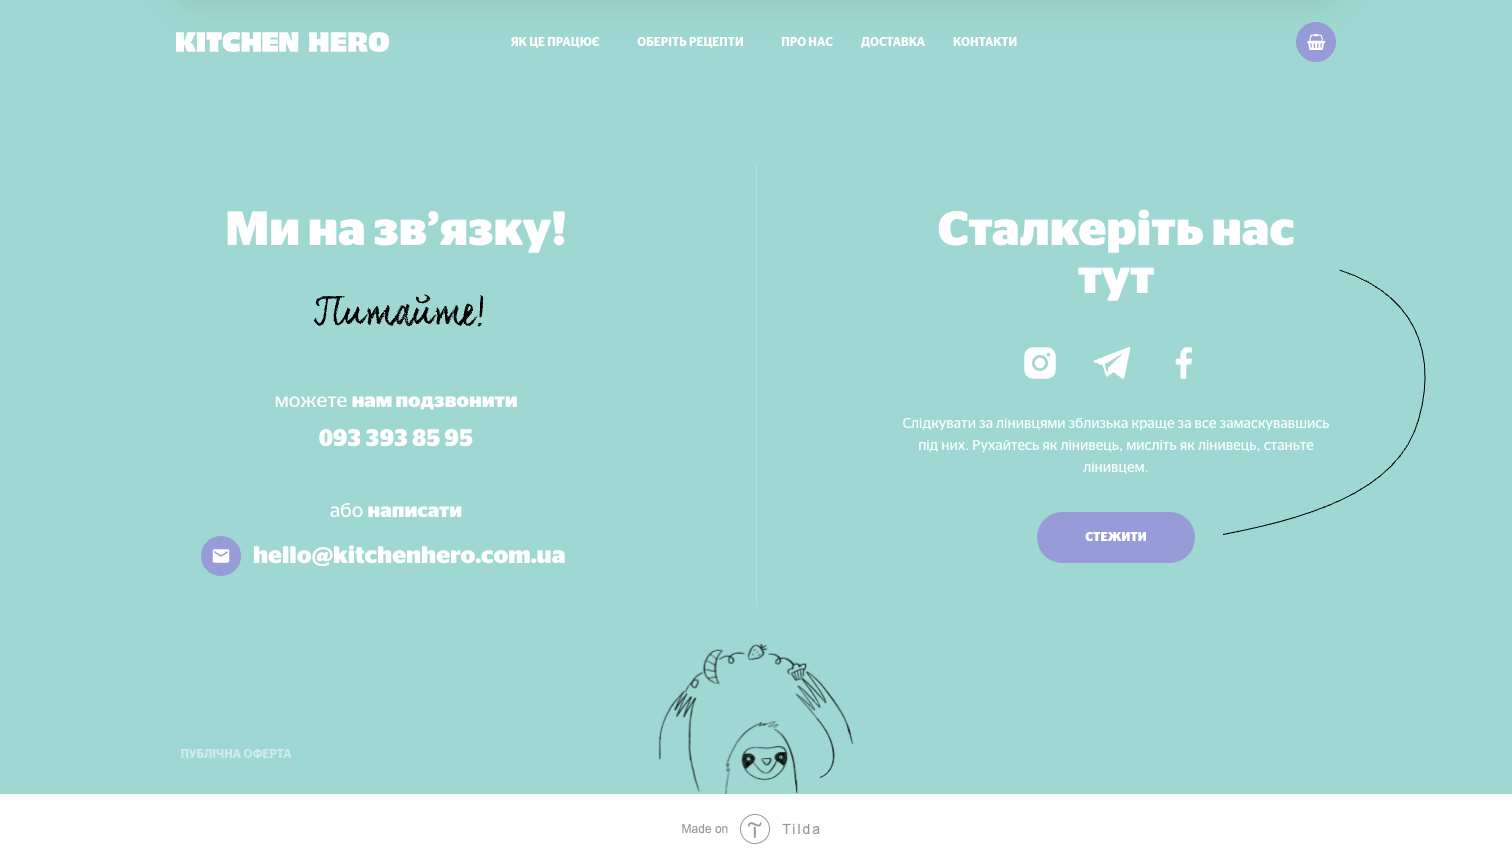 KITCHEN HERO
ЯК ЦЕ ПРАЦЮЄ
ОБЕРІТЬ РЕЦЕПТИ
ПРО НАС
ДОСТАВКА
КОНТАКТИ
Ми на зв’язку!
Питайте!
можете нам подзвонити
093 393 85 95
або написати
hello@kitchenhero.com.ua
Сталкеріть нас
тут
Слідкувати за лінивцями зблизька краще за все замаскувавшись
під них. Рухайтесь як лінивець, мисліть як лінивець, станьте
лінивцем.
СТЕЖИТИ
ПУБЛІЧНА ОФЕРТА
Made on Tilda